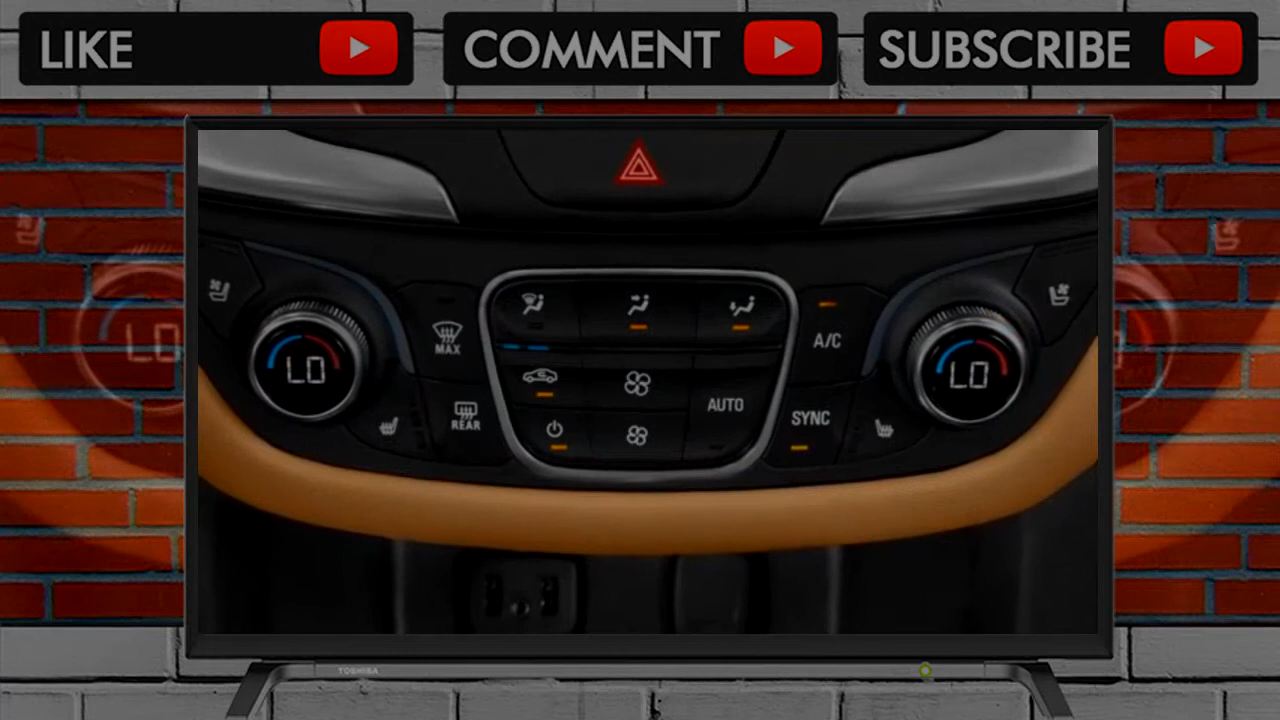 LIKE
COMMENT
SUBSCRIBE
LO
MAX
REAR
AUTO
A/C
SYNC
LO
TOSHIBA